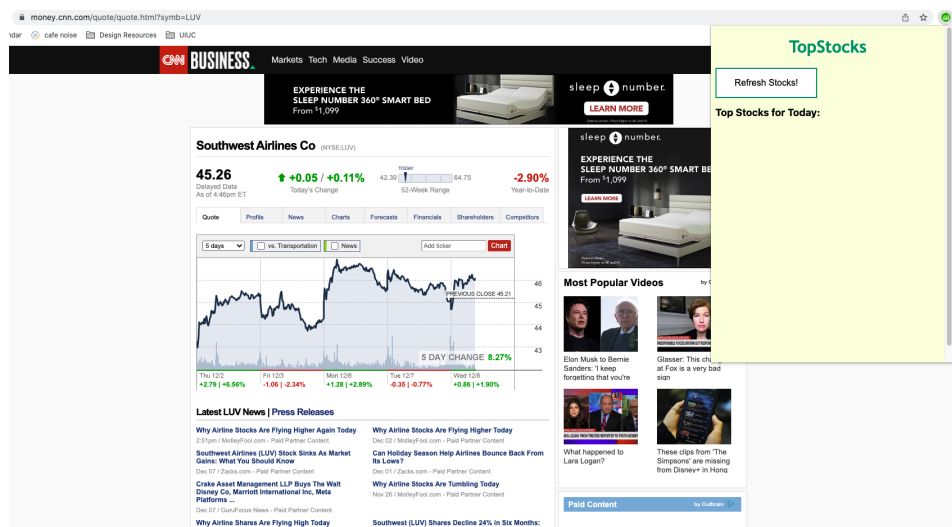 money.cnn.com/quote/quote.html?symb=LUV
ndar cafe noise Design Resources UIUC
CNN BUSINESS Markets Tech Media Success Video
EXPERIENCE THE
SLEEP NUMBER 360° SMART BED
From $1,099
sleep number.
LEARN MORE
TopStocks
Refresh Stocks!
Top Stocks for Today:
Southwest Airlines Co (NYSE:LUV)
45.26
Delayed Data
As of 4:46pm ET
+0.05 / +0.11%
Today's Change
TODAY
42.39 64.75
52-Week Range
-2.90%
Year-to-Date
Quote Profile News Charts Forecasts Financials Shareholders Competitors
5 days vs. Transportation News Add ticker Chart
46
PREVIOUS CLOSE 45.21
45
44
43
5 DAY CHANGE 8.27%
Thu 12/2 Fri 12/3 Mon 12/6 Tue 12/7 Wed 12/8
+2.79 | +6.56% -1.06 | -2.34% +1.28 | +2.89% -0.35 | -0.77% +0.86 | +1.90%
Latest LUV News | Press Releases
Why Airline Stocks Are Flying Higher Again Today
2:51pm / MotleyFool.com - Paid Partner Content
Southwest Airlines (LUV) Stock Sinks As Market
Gains: What You Should Know
Dec 07 / Zacks.com - Paid Partner Content
Crake Asset Management LLP Buys The Walt
Disney Co, Marriott International Inc, Meta
Platforms ...
Dec 07 / GuruFocus News - Paid Partner Content
Why Airline Shares Are Flying High Today
Why Airline Stocks Are Flying Higher Today
Dec 02 / MotleyFool.com - Paid Partner Content
Can Holiday Season Help Airlines Bounce Back From
Its Lows?
Dec 01 / Zacks.com - Paid Partner Content
Why Airline Stocks Are Tumbling Today
Nov 26 / MotleyFool.com - Paid Partner Content
Southwest (LUV) Shares Decline 24% in Six Months:
sleep number.
EXPERIENCE THE
SLEEP NUMBER 360° SMART BE
From $1,099
LEARN MORE
Most Popular Videos
by
Elon Musk to Bernie
Sanders: 'I keep
forgetting that you're
Glasser: This
at Fox is a very bad
sign
What happened to
Lara Logan?
These clips from 'The
Simpsons' are missing
from Disney+ in Hong
Paid Content by Outbrain